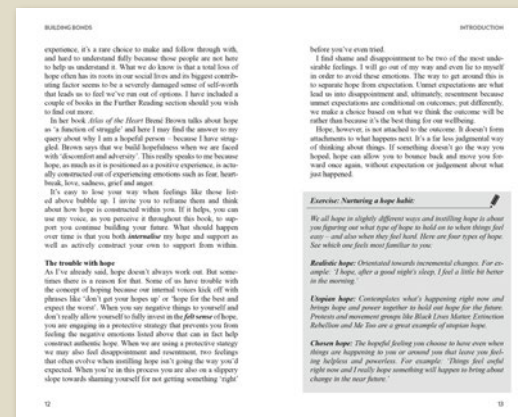 BUILDING BONDS
experience, it's a rare choice to make and follow through with,
and hard to understand fully because those people are not here
to help us understand it. What we do know is that a total loss of
hope often has its roots in our social lives and its biggest contrib-
uting factor seems to be a severely damaged sense of self-worth
that leads us to feel we've run out of options. I have included a
couple of books in the Further Reading section should you wish
to find out more.
In her book Atlas of the Heart Brené Brown talks about hope
as 'a function of struggle' and here I may find the answer to my
query about why I am a hopeful person – because I have strug-
gled. Brown says that we build hopefulness when we are faced
with 'discomfort and adversity'. This really speaks to me because
hope, as much as it is positioned as a positive experience, is actu-
ally constructed out of experiencing emotions such as fear, heart-
break, love, sadness, grief and anger.
It's easy to lose your way when feelings like those list-
ed above bubble up. I invite you to reframe them and think
about how hope is constructed within you. If it helps, you can
use my voice, as you perceive it throughout this book, to sup-
port you continue building your future. What should happen
over time is that you both internalise my hope and support as
well as actively construct your own to support from within.
The trouble with hope
As I've already said, hope doesn't always work out. But some-
times there is a reason for that. Some of us have trouble with
the concept of hoping because our internal voices kick off with
phrases like 'don't get your hopes up' or 'hope for the best and
expect the worst'. When you say negative things to yourself and
don't really allow yourself to fully invest in the felt sense of hope,
you are engaging in a protective strategy that prevents you from
feeling the negative emotions listed above that can in fact help
construct authentic hope. When we are using a protective strategy
we may also feel disappointment and resentment, two feelings
that often evolve when instilling hope isn't going the way you'd
expected. When you're in this process you are also on a slippery
slope towards shaming yourself for not getting something 'right'
12
INTRODUCTION
before you've even tried.
I find shame and disappointment to be two of the most unde-
sirable feelings. I will go out of my way and even lie to myself
in order to avoid these emotions. The way to get around this is
to separate hope from expectation. Unmet expectations are what
lead us into disappointment and, ultimately, resentment because
unmet expectations are conditional on outcomes; put differently,
we make a choice based on what we think the outcome will be
rather than because it's the best thing for our wellbeing.
Hope, however, is not attached to the outcome. It doesn't form
attachments to what happens next. It's a far less judgmental way
of thinking about things. If something doesn't go the way you
hoped, hope can allow you to bounce back and move you for-
ward once again, without expectation or judgement about what
just happened.
Exercise: Nurturing a hope habit:
We all hope in slightly different ways and instilling hope is about
you figuring out what type of hope to hold on to when things feel
easy – and also when they feel hard. Here are four types of hope.
See which one feels most familiar to you:
Realistic hope: Orientated towards incremental changes. For ex-
ample: 'I hope, after a good night's sleep, I feel a little bit better
in the morning.'
Utopian hope: Contemplates what's happening right now and
brings hope and power together to hold out hope for the future.
Protests and movement groups like Black Lives Matter, Extinction
Rebellion and Me Too are a great example of utopian hope.
Chosen hope: The hopeful feeling you choose to have even when
things are happening to you or around you that leave you feel-
ing helpless and powerless. For example: 'Things feel awful
right now and I really hope something will happen to bring about
change in the near future.'
13